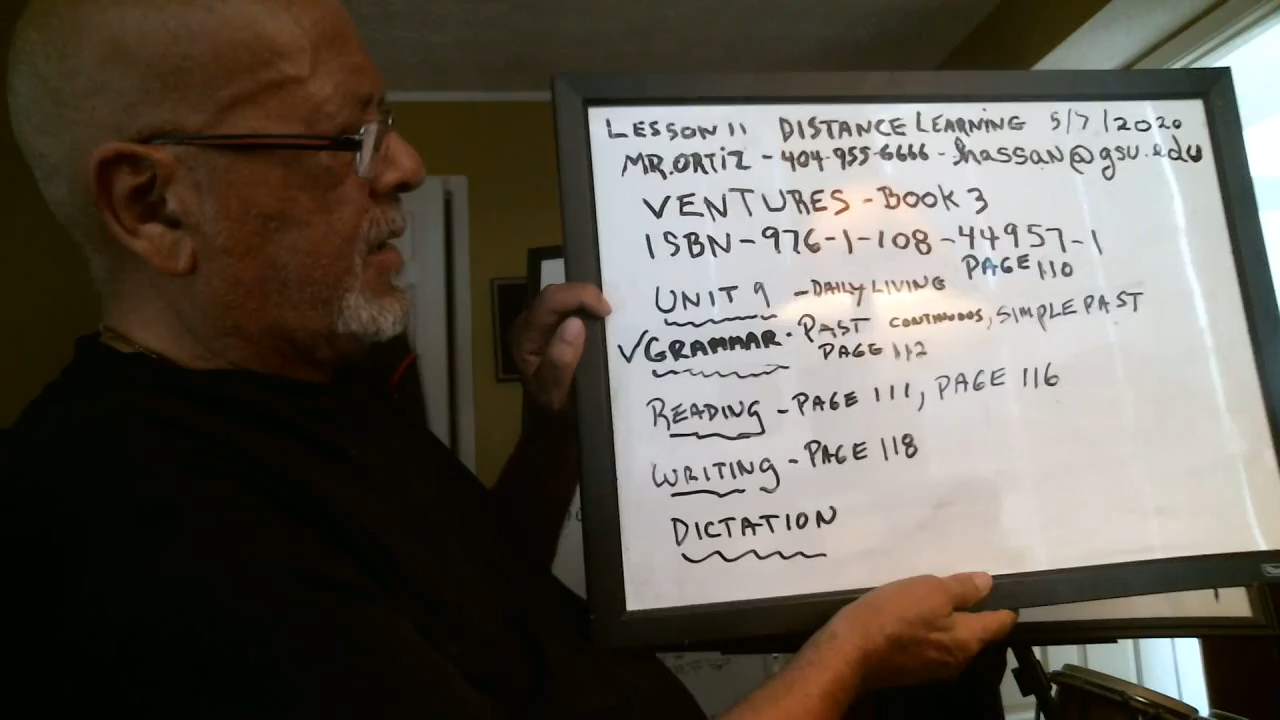 LESSON 11 DISTANCE LEARNING 5/7/2020
MR.ORTIZ - 404-955-6666 - shassan@gsu.edu
VENTURES - BOOK 3
ISBN-976-1-108-44957-1
UNIT 9 - DAILY LIVING PAGE 110
√GRAMMAR - PAST CONTINUOUS, SIMPLE PAST
PAGE 112
READING - PAGE 111, PAGE 116
WRITING - PAGE 118
DICTATION